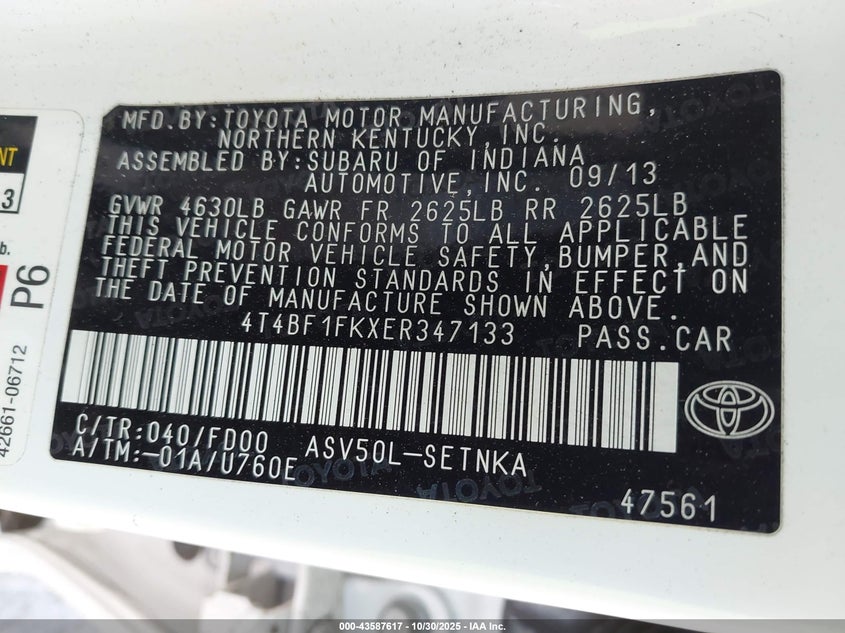 NT
3
b.
P6
42661-06712
MFD.BY:TOYOTA MOTOR MANUFACTURING,
NORTHERN KENTUCKY,INC.
ASSEMBLED BY:SUBARU OF INDIANA
AUTOMOTIVE,INC. 09/13
GVWR 4630LB GAWR FR 2625LB RR 2625LB
THIS VEHICLE CONFORMS TO ALL APPLICABLE
FEDERAL MOTOR VEHICLE SAFETY,BUMPER,AND
THEFT PREVENTION STANDARDS IN EFFECT ON
THE DATE OF MANUFACTURE SHOWN ABOVE.
4T4BF1FKXER347133 PASS.CAR
C/TR:040/FD00 ASV50L-SETNKA
A/TM:-01A/U760E
47561
000-43587617 - 10/30/2025 - IAA Inc.